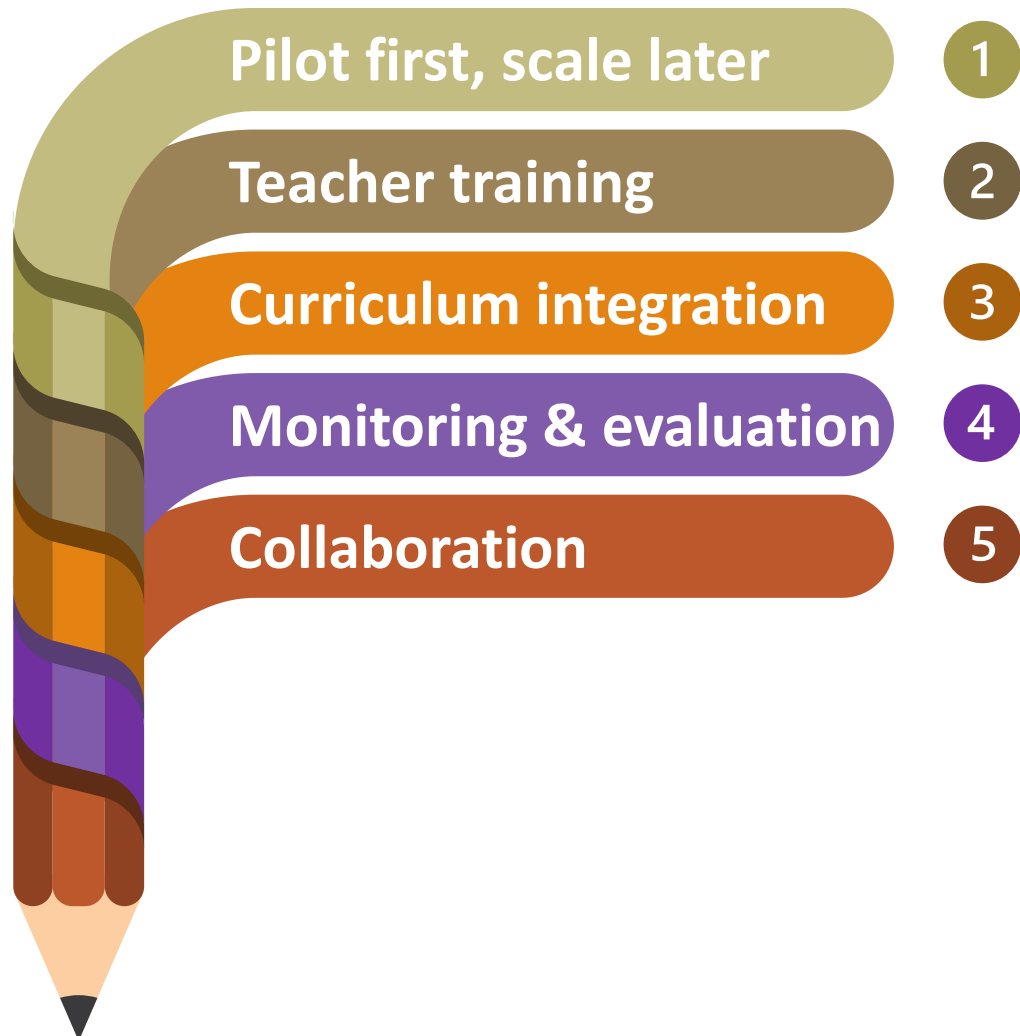 Pilot first, scale later 1
Teacher training 2
Curriculum integration 3
Monitoring & evaluation 4
Collaboration 5